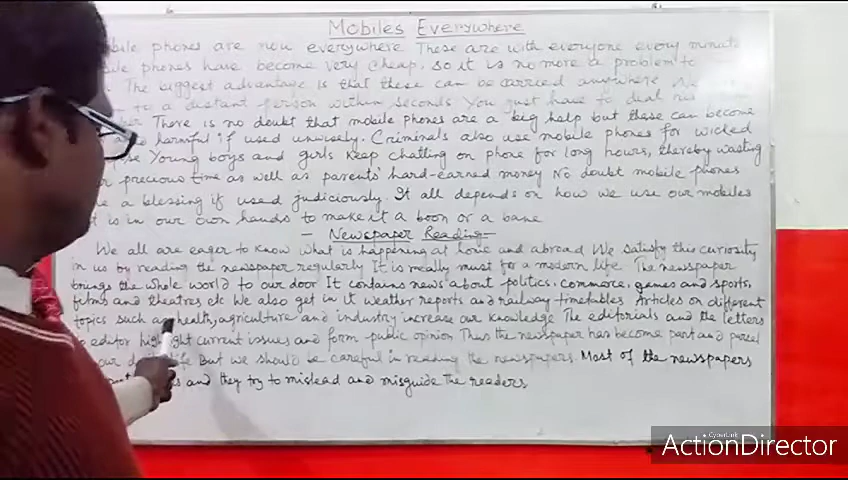 Mobiles Everywhere
phones are now everywhere These are with everyone every minute
phones have become very cheap, so it is no more a problem to
The biggest advantage is that these can be carried anywhere
to a distant person within seconds You just have to deal
There is no doubt that mobile phones are a big help but these can become
harmful if used unwisely. Criminals also use mobile phones for wicked
Young boys and girls keep chatting on phone for long hours, thereby wasting
precious time as well as parents' hard-earned money No doubt mobile phones
a blessing if used judiciously. It all depends on how we use our mobiles
is in our own hands to make it a boon or a bane
- Newspaper Reading -
We all are eager to know what is happening at home and abroad We satisfy this curiosity
in us by reading the newspaper regularly It is really must for a modern life. The newspaper
brings the whole world to our door It contains news about politics, commerce, games and sports,
films and theatres etc We also get in it weather reports and railway timetables Articles on different
topics such as health, agriculture and industry increase our knowledge The editorials and the letters
editor highlight current issues and form public opinion Thus the newspaper has become part and parcel
our But we should be careful in reading the newspapers. Most of the newspapers
and they try to mislead and misguide the readers
CyberLink
ActionDirector